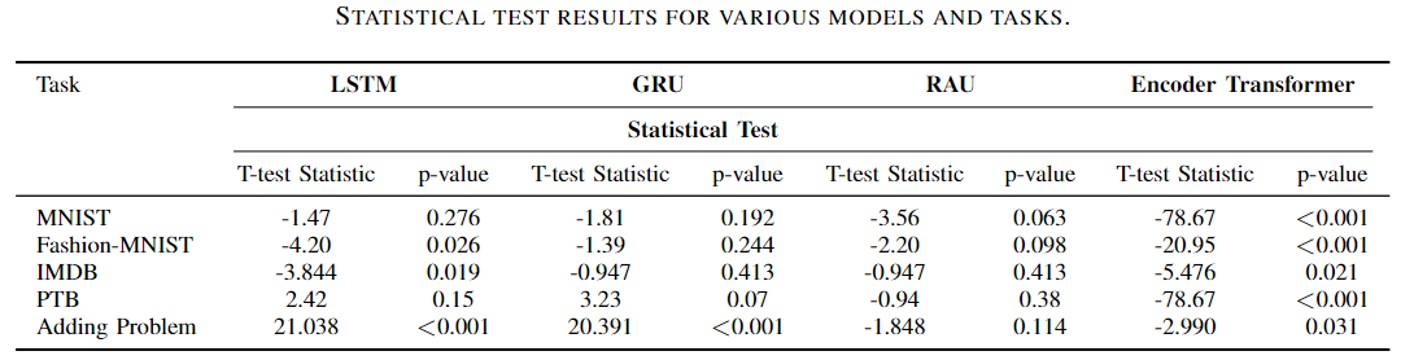 STATISTICAL TEST RESULTS FOR VARIOUS MODELS AND TASKS.
Task LSTM GRU RAU Encoder Transformer
Statistical Test
T-test Statistic p-value T-test Statistic p-value T-test Statistic p-value T-test Statistic p-value
MNIST -1.47 0.276 -1.81 0.192 -3.56 0.063 -78.67 <0.001
Fashion-MNIST -4.20 0.026 -1.39 0.244 -2.20 0.098 -20.95 <0.001
IMDB -3.844 0.019 -0.947 0.413 -0.947 0.413 -5.476 0.021
PTB 2.42 0.15 3.23 0.07 -0.94 0.38 -78.67 <0.001
Adding Problem 21.038 <0.001 20.391 <0.001 -1.848 0.114 -2.990 0.031